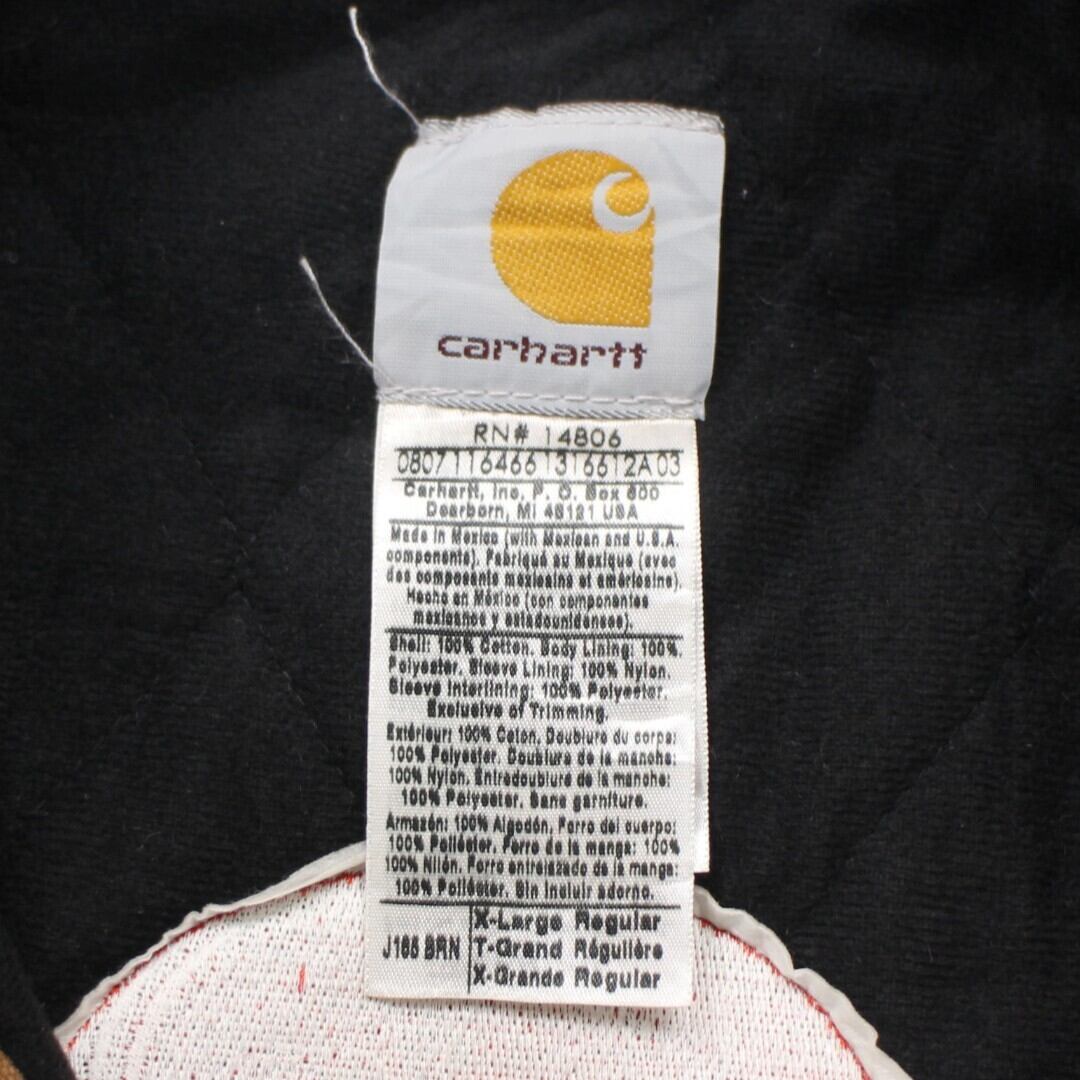 carhartt
RN# 14806
08071164661316612A03
Carhartt, Inc. P. O. Box 600
Dearborn, MI 48121 USA
Made in Mexico (with Mexican and U.S.A.
components). Fabriqué au Mexique (avec
des composants mexicains et américains).
Hecho en México (con componentes
mexicanos y estadounidenses).
Shell: 100% Cotton. Body Lining: 100%
Polyester. Sleeve Lining: 100% Nylon.
Sleeve Interlining: 100% Polyester.
Exclusive of Trimming.
Extérieur: 100% Coton. Doublure du corps:
100% Polyester. Doublure de la manche:
100% Nylon. Entredoublure de la manche:
100% Polyester. Sans garniture.
Armazón: 100% Algodón. Forro del cuerpo:
100% Poliéster. Forro de la manga: 100%
100% Nilón. Forro entrelazado de la manga:
100% Poliéster. Sin incluir adorno.
X-Large Regular
J165 BRN T-Grand Régulière
X-Grande Regular